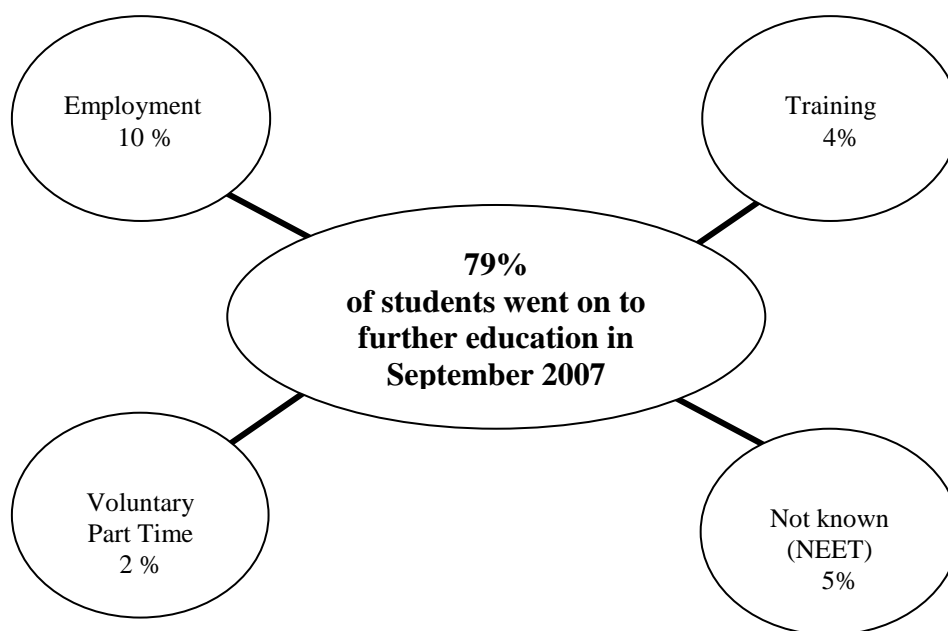 Employment
10 %
Training
4%
79%
of students went on to
further education in
September 2007
Voluntary
Part Time
2 %
Not known
(NEET)
5%